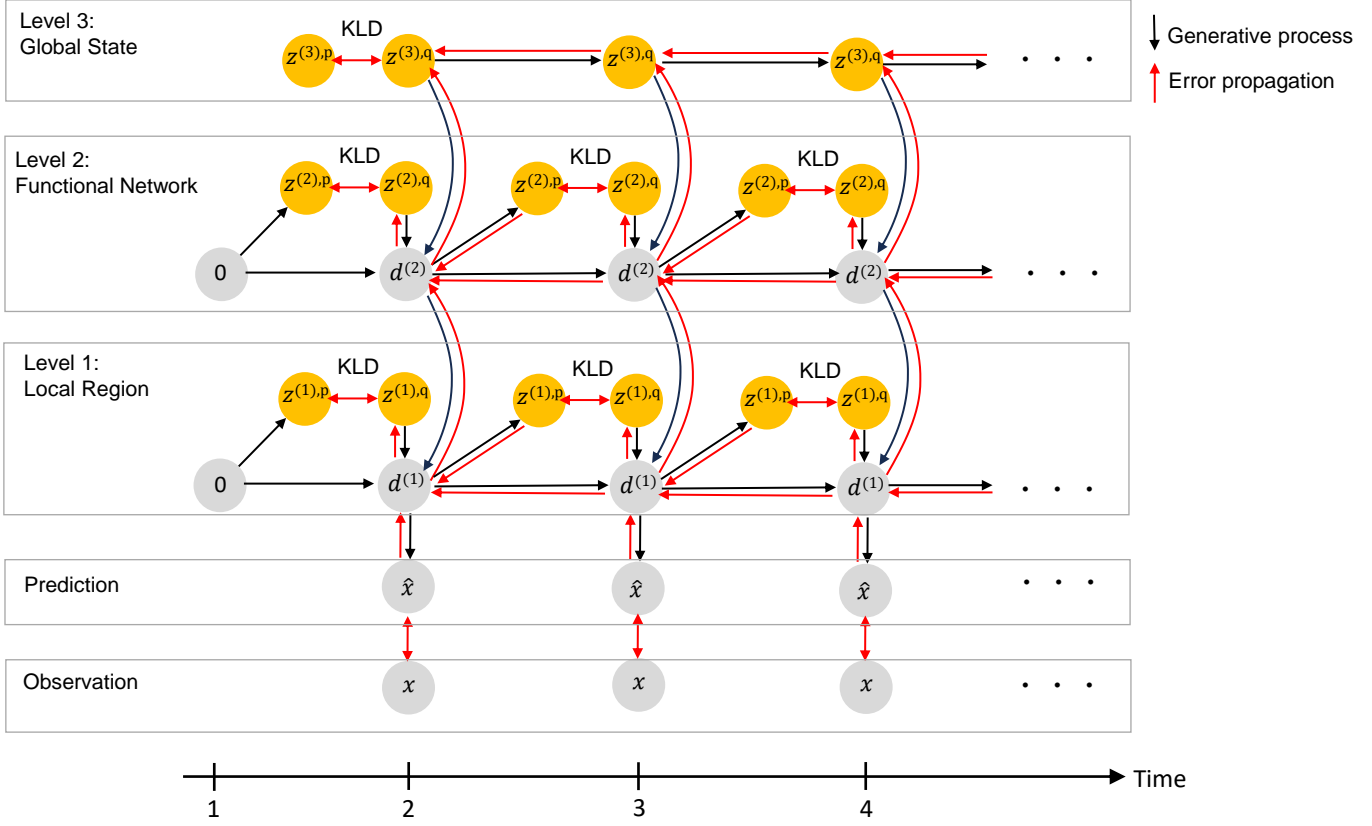 Level 3:
Global State
KLD
z(3),p z(3),q z(3),q z(3),q . . .
Generative process
Error propagation
Level 2:
Functional Network
KLD KLD KLD
z(2),p z(2),q z(2),p z(2),q z(2),p z(2),q
0 d(2) d(2) d(2) . . .
Level 1:
Local Region
KLD KLD KLD
z(1),p z(1),q z(1),p z(1),q z(1),p z(1),q
0 d(1) d(1) d(1) . . .
Prediction x̂ x̂ x̂ . . .
Observation x x x . . .
Time
1 2 3 4